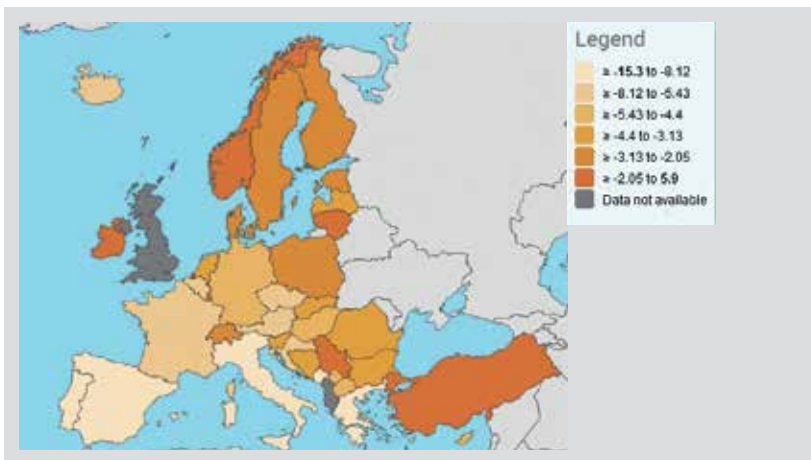 Legend
≥ -15.3 to -8.12
≥ -8.12 to -5.43
≥ -5.43 to -4.4
≥ -4.4 to -3.13
≥ -3.13 to -2.05
≥ -2.05 to 5.9
Data not available